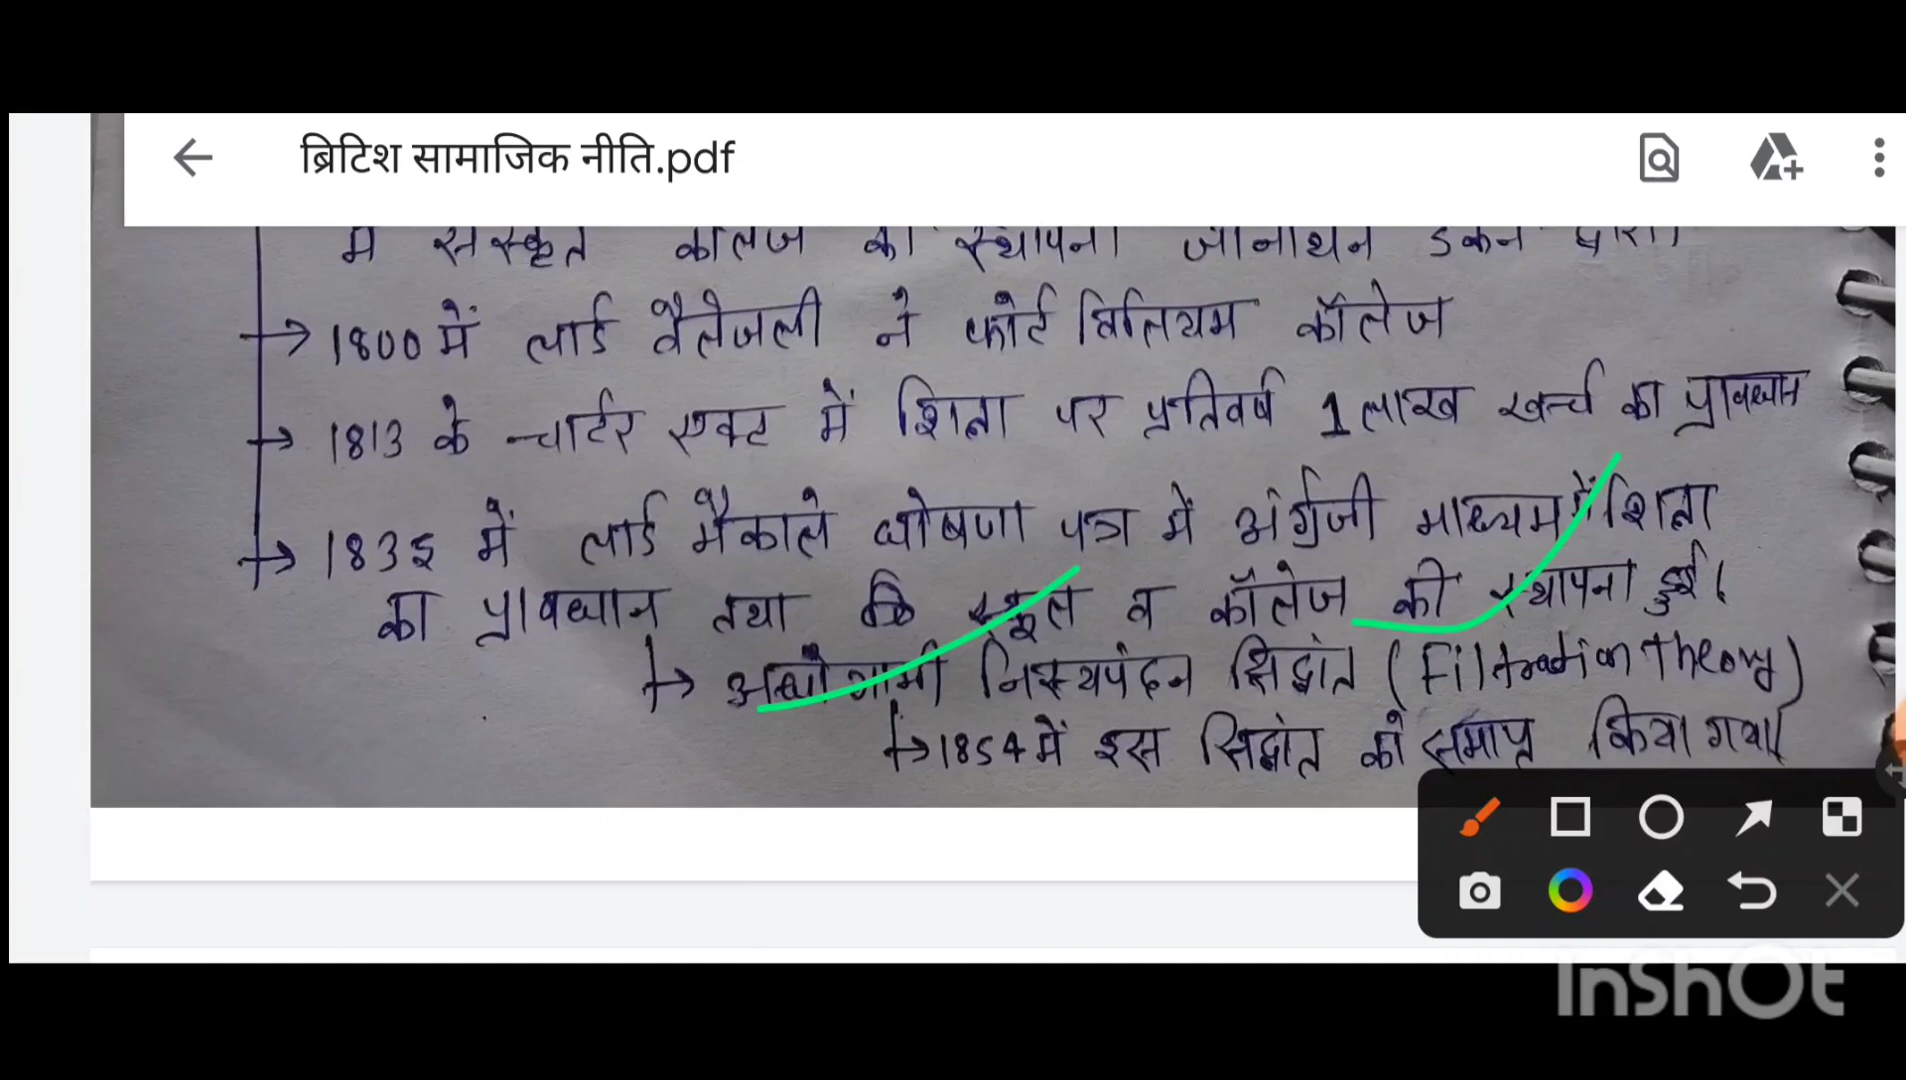 ब्रिटिश सामाजिक नीति.pdf
में संस्कृत कॉलेज की स्थापना जोनाथन डंकन द्वारा।
→ 1800 में लार्ड वैलेजली ने फोर्ट विलियम कॉलेज
→ 1813 के चार्टर एक्ट में शिक्षा पर प्रतिवर्ष 1 लाख खर्च का प्रावधान
→ 1835 में लार्ड मैकाले घोषणा पत्र में अंग्रेजी माध्यम में शिक्षा
का प्रावधान तथा स्कूल व कॉलेज की स्थापना हुई।
→ अधोगामी निस्यपंदन सिद्धांत (Filtration theory)
→ 1854 में इस सिद्धांत को समाप्त किया गया।
InShOt